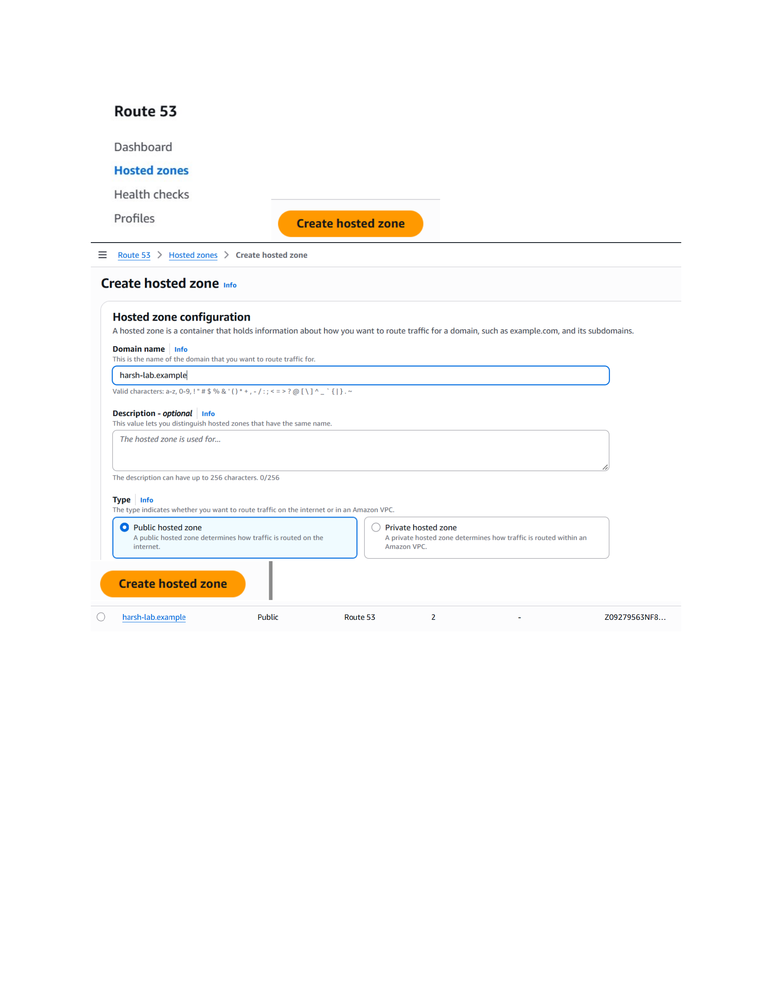 Route 53
Dashboard
Hosted zones
Health checks
Profiles
Create hosted zone
Route 53 > Hosted zones > Create hosted zone
Create hosted zone Info
Hosted zone configuration
A hosted zone is a container that holds information about how you want to route traffic for a domain, such as example.com, and its subdomains.
Domain name Info
This is the name of the domain that you want to route traffic for.
harsh-lab.example
Valid characters: a-z, 0-9, ! " # $ % & ' ( ) * + , - / : ; < = > ? @ [ \ ] ^ _ ` { | } . ~
Description - optional Info
This value lets you distinguish hosted zones that have the same name.
The hosted zone is used for...
The description can have up to 256 characters. 0/256
Type Info
The type indicates whether you want to route traffic on the internet or in an Amazon VPC.
Public hosted zone
A public hosted zone determines how traffic is routed on the
internet.
Private hosted zone
A private hosted zone determines how traffic is routed within an
Amazon VPC.
Create hosted zone
harsh-lab.example Public Route 53 2 - Z09279563NF8...